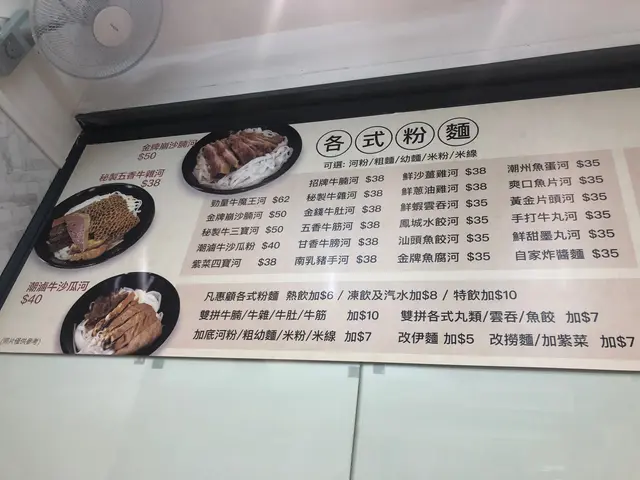 金牌崩沙腩河
$50
秘製五香牛雜河
$38
潮滷牛沙瓜河
$40
(照片僅供參考)
各式粉麵
可選: 河粉/粗麵/幼麵/米粉/米線
勁量牛魔王河 $62
金牌崩沙腩河 $50
秘製牛三寶河 $50
潮滷牛沙瓜粉 $40
紫菜四寶河 $38
招牌牛腩河 $38
秘製牛雜河 $38
金錢牛肚河 $38
五香牛筋河 $38
甘香牛膀河 $38
南乳豬手河 $38
鮮沙薑雞河 $38
鮮蔥油雞河 $38
鮮蝦雲吞河 $35
鳳城水餃河 $35
汕頭魚餃河 $35
金牌魚腐河 $35
潮州魚蛋河 $35
爽口魚片河 $35
黃金片頭河 $35
手打牛丸河 $35
鮮甜墨丸河 $35
自家炸醬麵 $35
凡惠顧各式粉麵 熱飲加$6 / 凍飲及汽水加$8 / 特飲加$10
雙拼牛腩/牛雜/牛肚/牛筋 加$10 雙拼各式丸類/雲吞/魚餃 加$7
加底河粉/粗幼麵/米粉/米線 加$7 改伊麵 加$5 改撈麵/加紫菜 加$7